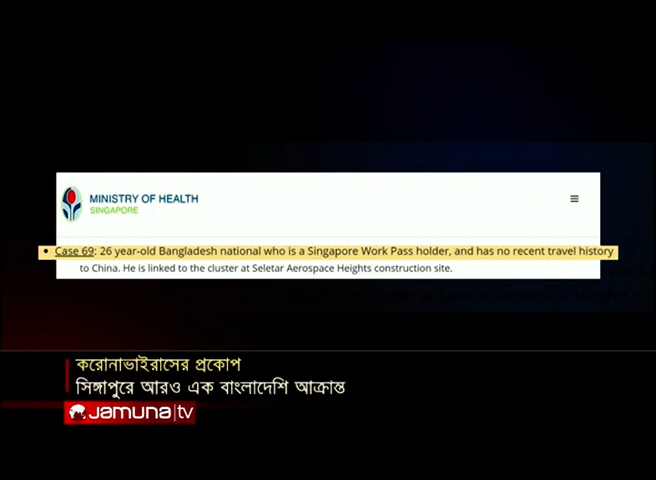 MINISTRY OF HEALTH
SINGAPORE
• Case 69: 26 year-old Bangladesh national who is a Singapore Work Pass holder, and has no recent travel history
to China. He is linked to the cluster at Seletar Aerospace Heights construction site.
করোনাভাইরাসের প্রকোপ
সিঙ্গাপুরে আরও এক বাংলাদেশি আক্রান্ত
Jamuna tv